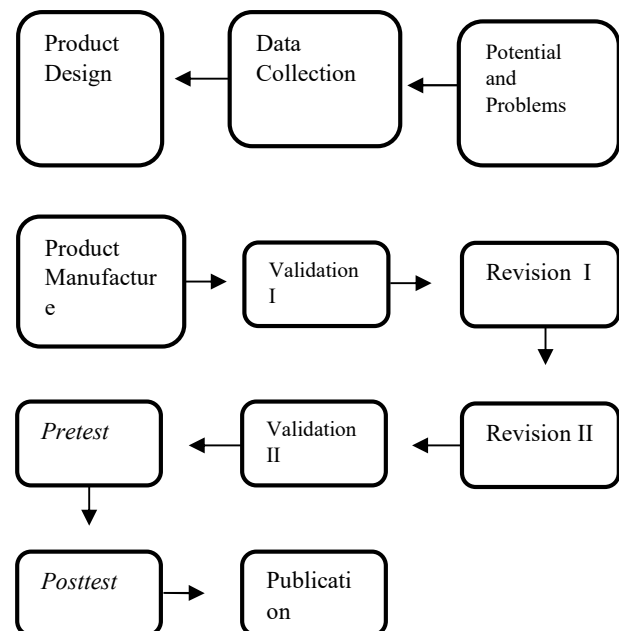 Product
Design
Data
Collection
Potential
and
Problems
Product
Manufactur
e
Validation
I
Revision I
Pretest
Validation
II
Revision II
Posttest
Publicati
on